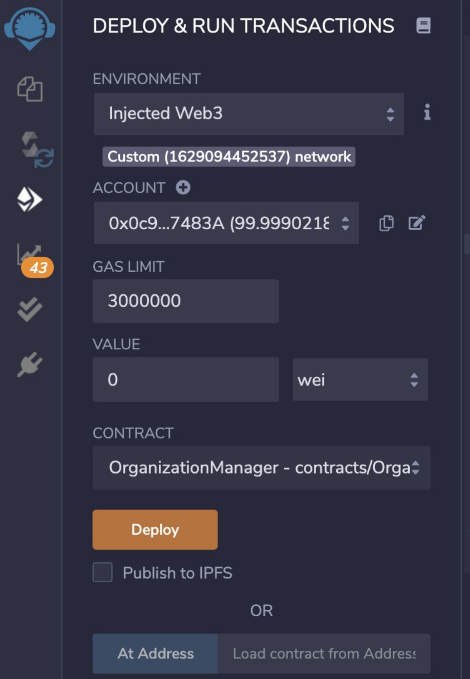 DEPLOY & RUN TRANSACTIONS
ENVIRONMENT
Injected Web3
Custom (1629094452537) network
ACCOUNT
0x0c9...7483A (99.9990218
GAS LIMIT
3000000
VALUE
0 wei
CONTRACT
43
OrganizationManager - contracts/Orga
Deploy
Publish to IPFS
OR
At Address Load contract from Address